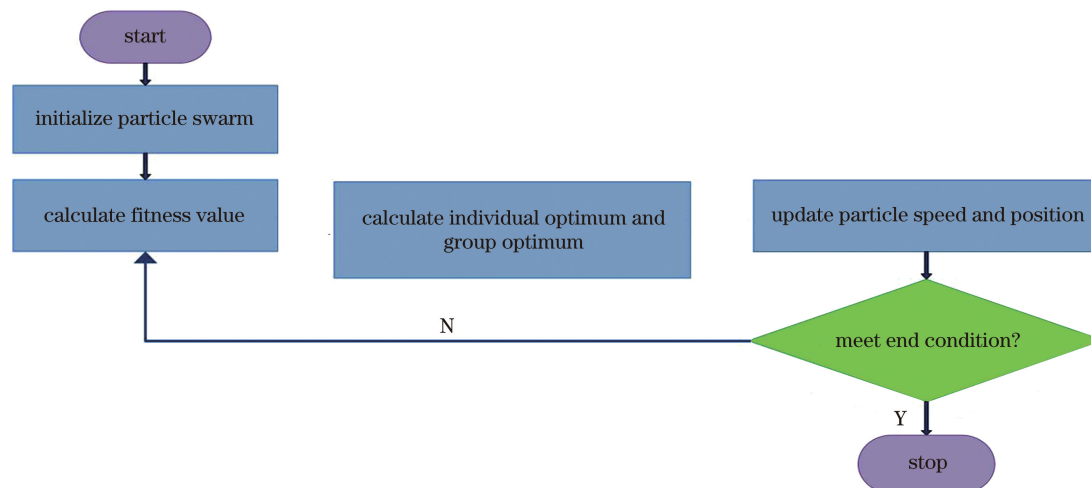 start
initialize particle swarm
calculate fitness value
calculate individual optimum and
group optimum
update particle speed and position
N
meet end condition?
Y
stop